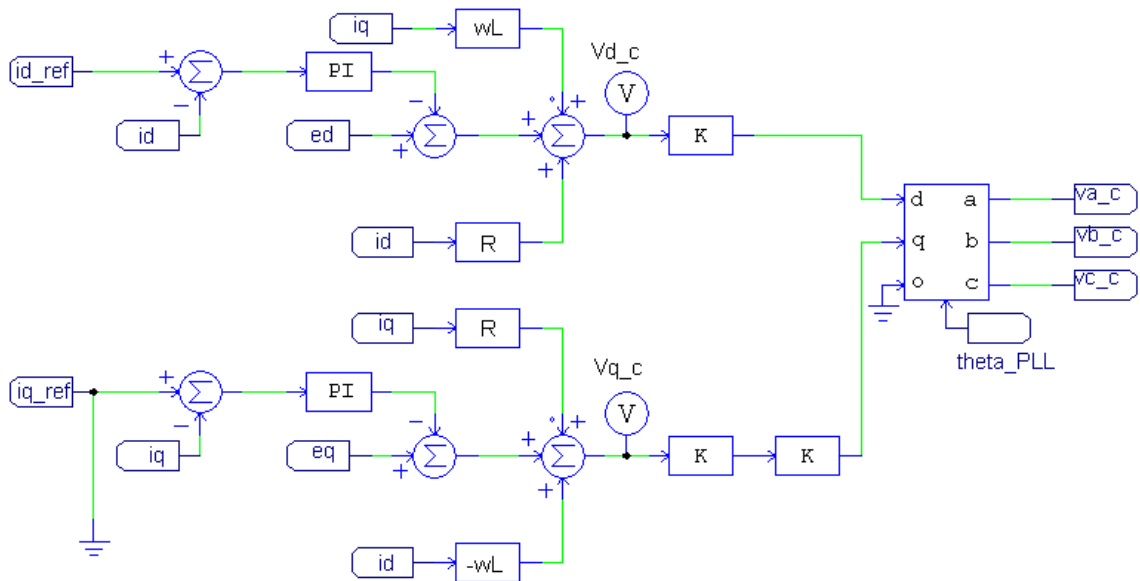 iq
wL
Vd_c
id_ref
+
Σ
PI
V
−
−
+
+
id
ed
+
Σ
+
Σ
K
+
id
R
d
a
va_c
q
b
vb_c
o
c
vc_c
iq
R
theta_PLL
Vq_c
iq_ref
+
Σ
PI
V
−
−
+
+
iq
eq
+
Σ
+
Σ
K
K
+
id
-wL